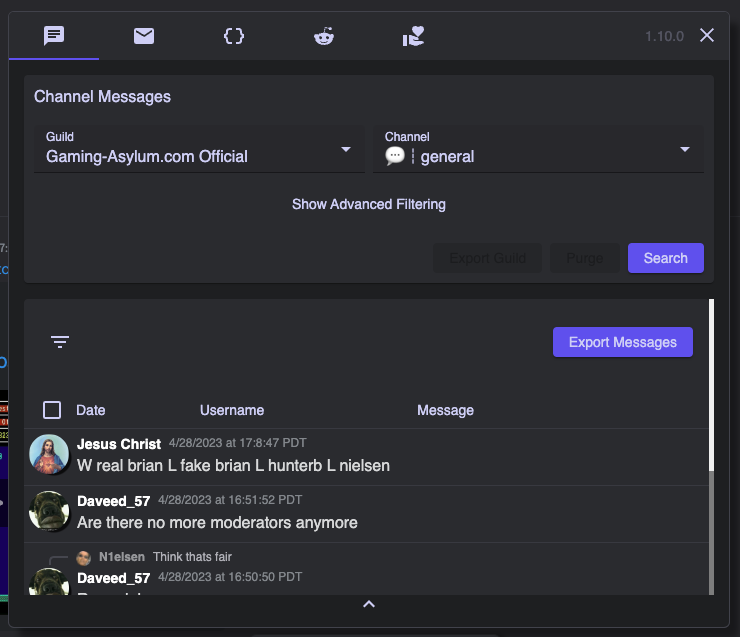 1.10.0
Channel Messages
Guild
Gaming-Asylum.com Official
Channel
💬┆general
Show Advanced Filtering
Export Guild
Purge
Search
Export Messages
Date Username Message
Jesus Christ 4/28/2023 at 17:8:47 PDT
W real brian L fake brian L hunterb L nielsen
Daveed_57 4/28/2023 at 16:51:52 PDT
Are there no more moderators anymore
N1elsen Think thats fair
Daveed_57 4/28/2023 at 16:50:50 PDT